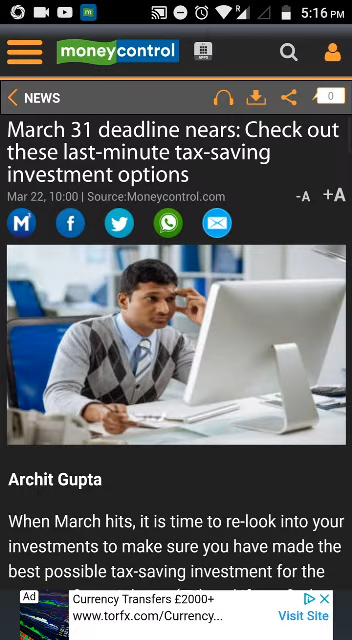 5:16 PM
moneycontrol
APPS
NEWS
0
March 31 deadline nears: Check out
these last-minute tax-saving
investment options
Mar 22, 10:00 | Source:Moneycontrol.com
-A +A
M
f
Archit Gupta
When March hits, it is time to re-look into your
investments to make sure you have made the
best possible tax-saving investment for the
Ad
Currency Transfers £2000+
www.torfx.com/Currency...
Visit Site